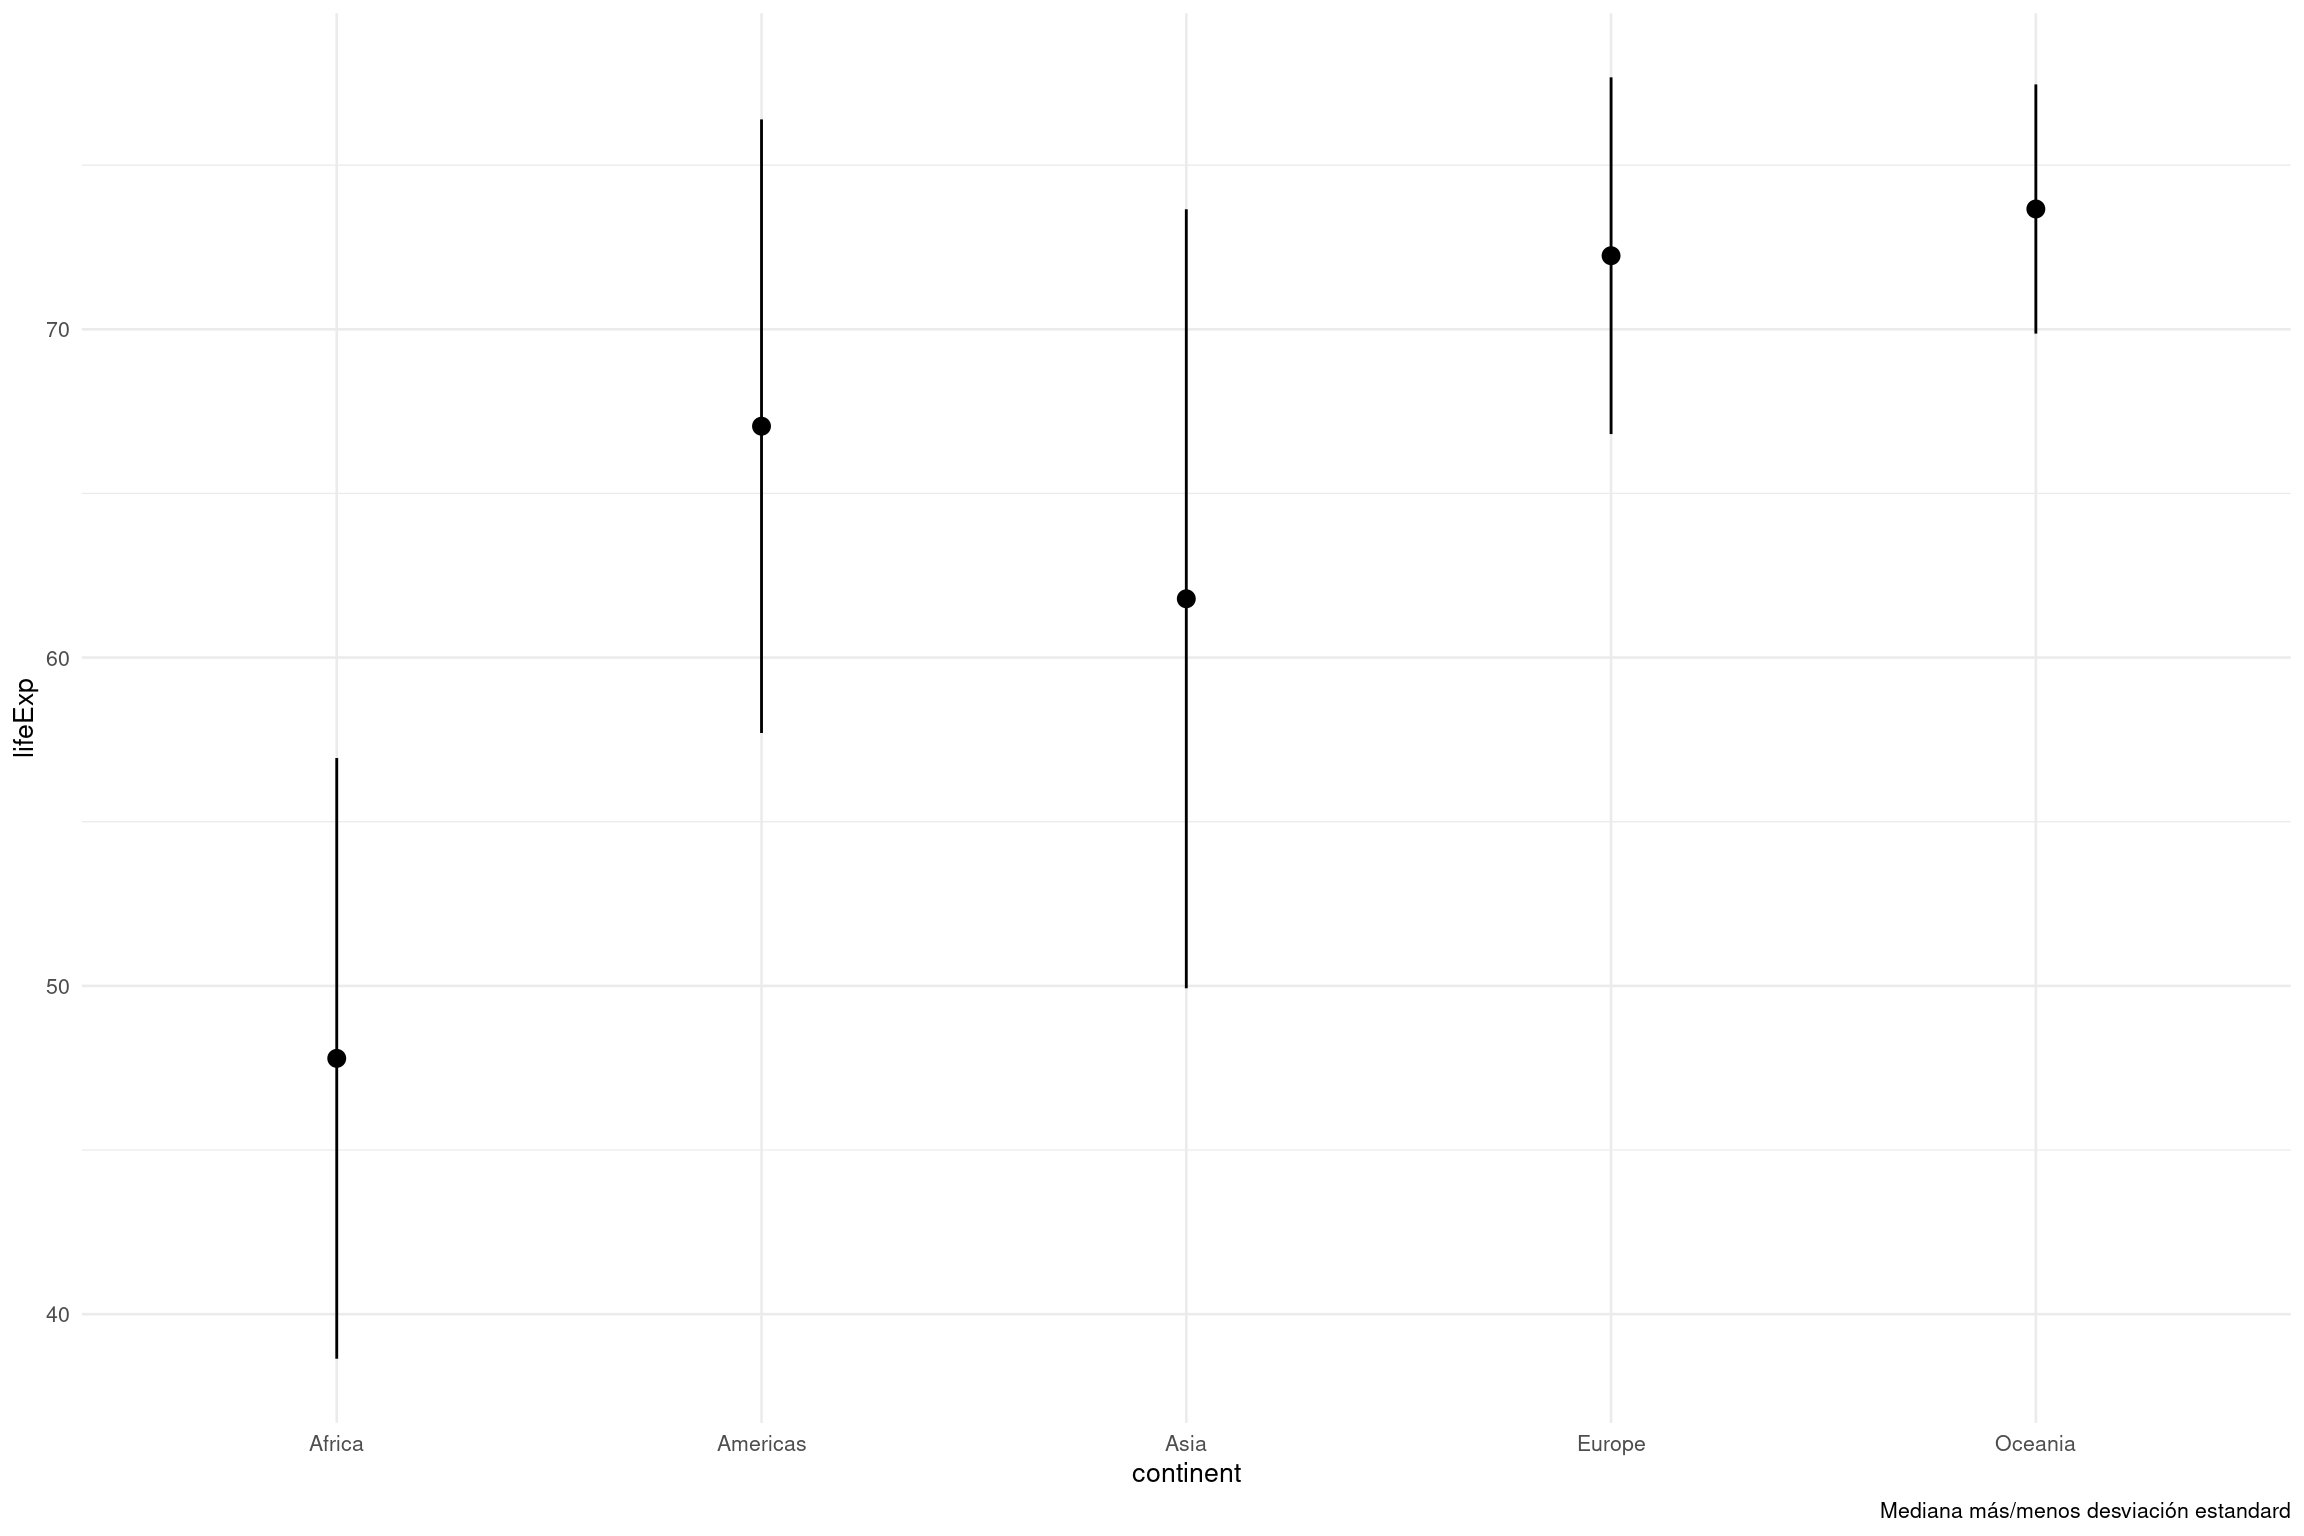 lifeExp
70
60
50
40
Africa Americas Asia Europe Oceania
continent
Mediana más/menos desviación estandard